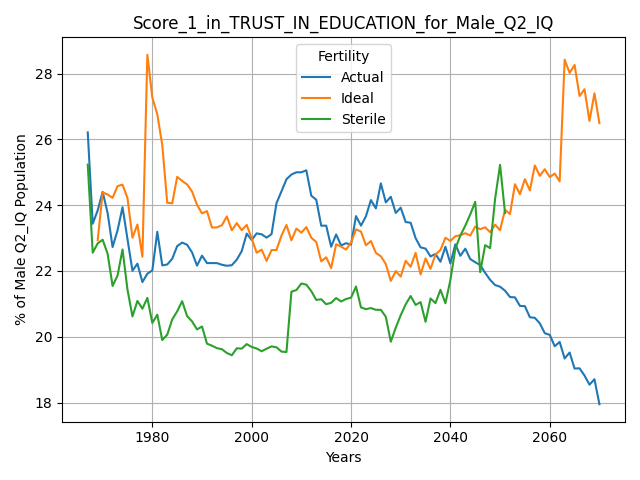 Score_1_in_TRUST_IN_EDUCATION_for_Male_Q2_IQ
Fertility
Actual
Ideal
Sterile
% of Male Q2_IQ Population
28
26
24
22
20
18
1980
2000
2020
2040
2060
Years